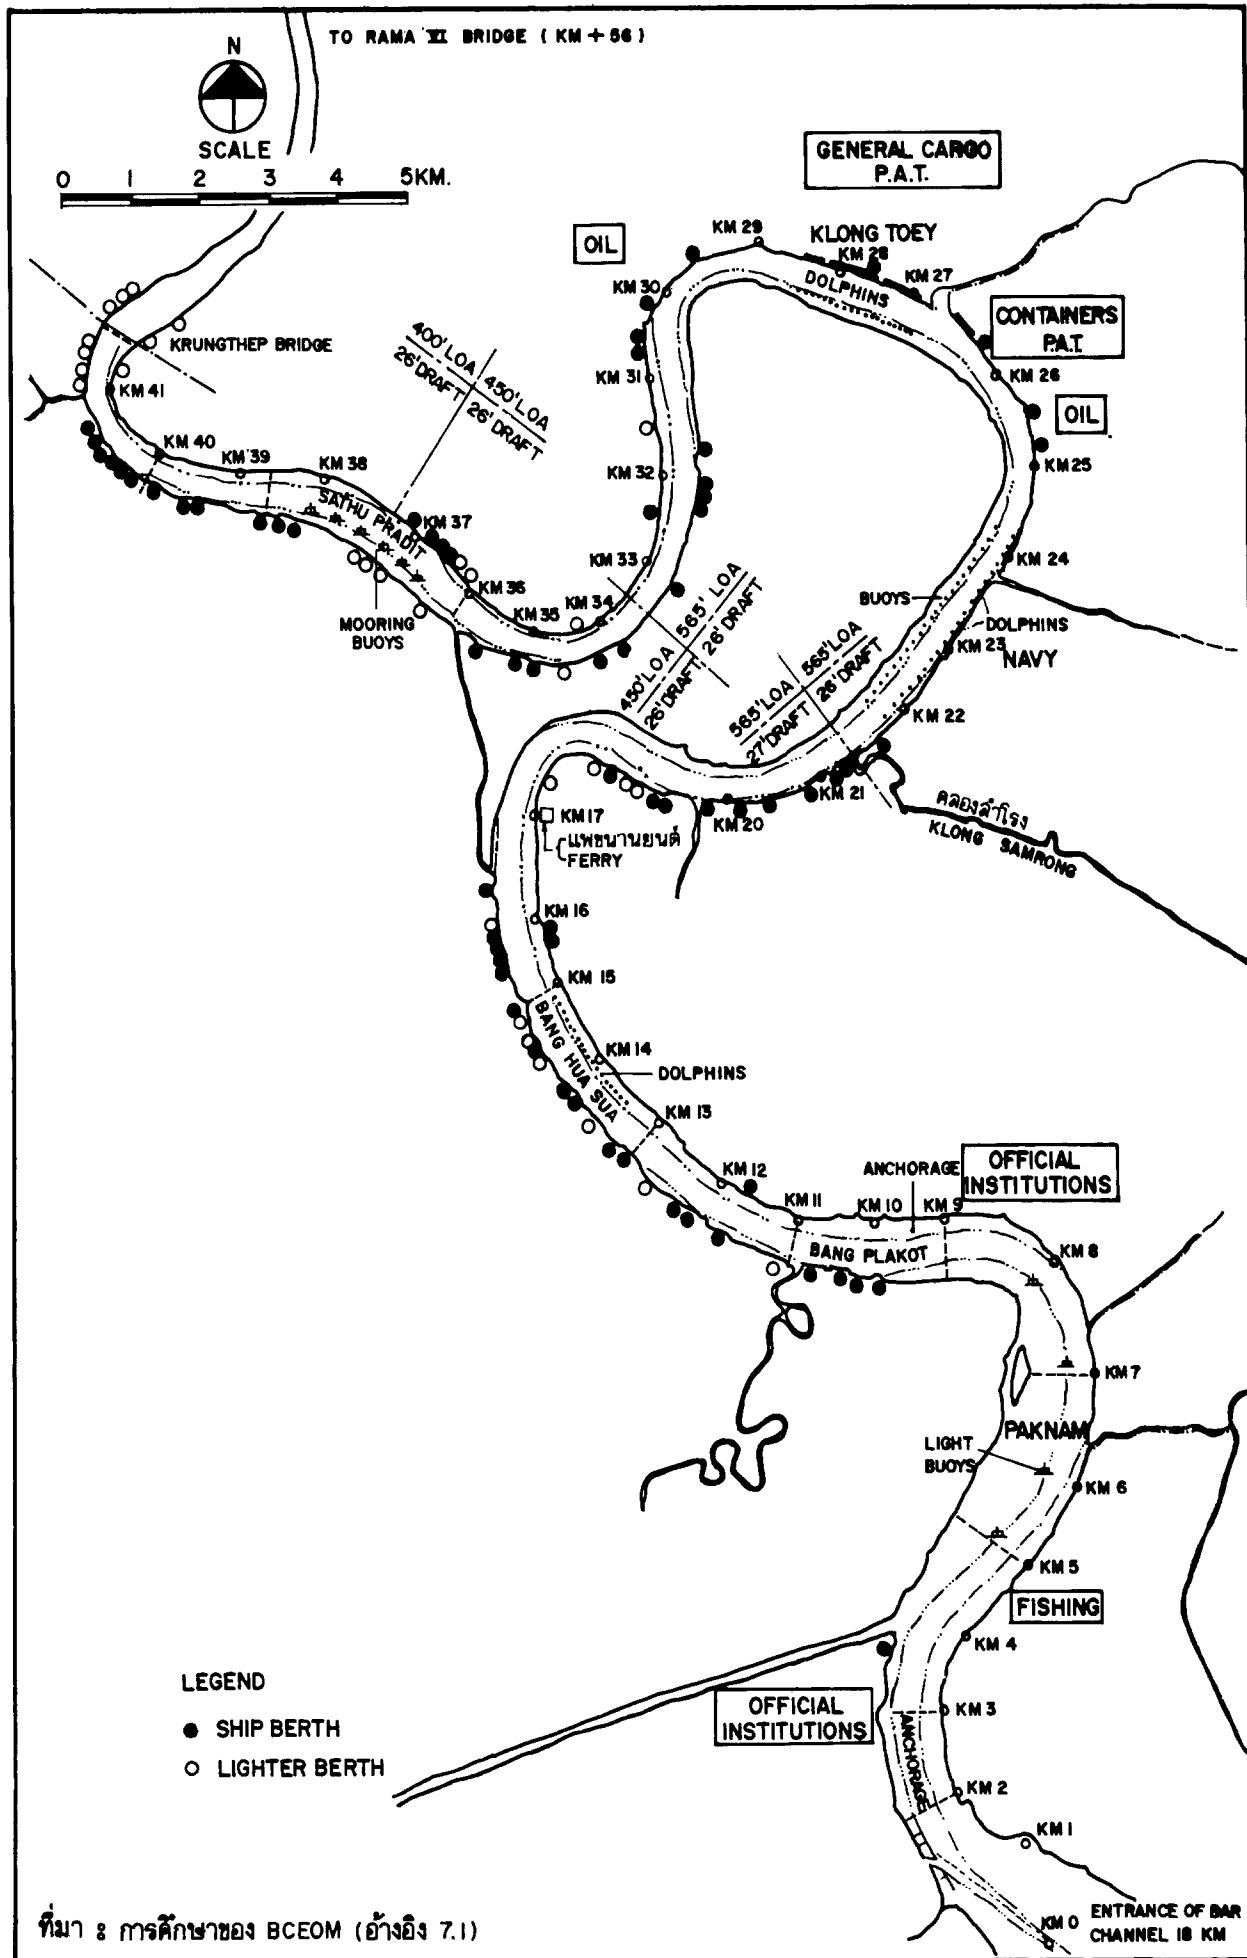 TO RAMA VI BRIDGE ( KM + 56 )
N
SCALE
0 1 2 3 4 5 KM.
GENERAL CARGO
P.A.T.
KM 29
KLONG TOEY
OIL
KM 28
KM 27
DOLPHINS
KM 30
CONTAINERS
P.A.T
KRUNGTHEP BRIDGE
400' LOA 450' LOA
26' DRAFT 26' DRAFT
KM 31
KM 26
KM 41
OIL
KM 40
KM 39
KM 38
KM 32
KM 25
SATHU PRADIT
KM 37
KM 33
KM 24
KM 36
BUOYS
KM 35
KM 34
MOORING
BUOYS
DOLPHINS
KM 23
NAVY
450' LOA 565' LOA
26' DRAFT 26' DRAFT
565' LOA 565' LOA
27' DRAFT 26' DRAFT
KM 22
KM 21
KM 20
คลองสำโรง
KLONG SAMRONG
KM 17
แพขนานยนต์
FERRY
KM 16
KM 15
BANG HUA SUA
KM 14
DOLPHINS
KM 13
KM 12
ANCHORAGE
OFFICIAL
INSTITUTIONS
KM 11
KM 10
KM 9
BANG PLAKOT
KM 8
KM 7
PAKNAM
LIGHT
BUOYS
KM 6
KM 5
FISHING
KM 4
LEGEND
SHIP BERTH
LIGHTER BERTH
OFFICIAL
INSTITUTIONS
KM 3
ANCHORAGE
KM 2
KM 1
KM 0
ENTRANCE OF BAR
CHANNEL 18 KM
ที่มา : การศึกษาของ BCEOM (อ้างอิง 7.1)